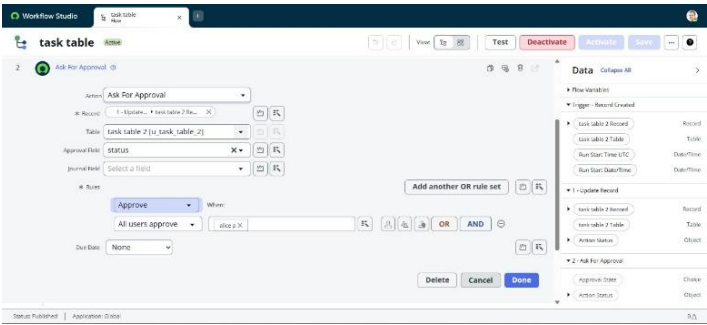 Workflow Studio
task table
Flow
task table Active
View:
Test
Deactivate
Activate
Save
2 Ask For Approval
Action Ask For Approval
* Record 1 - Update... ▸ task table 2 Re... X
Table task table 2 [u_task_table_2]
Approval Field status
Journal Field Select a field
* Rules
Add another OR rule set
Approve
When:
All users approve
alice p X
OR
AND
Due Date None
Delete
Cancel
Done
Data Collapse All
Flow Variables
Trigger - Record Created
task table 2 Record Record
task table 2 Table Table
Run Start Time UTC Date/Time
Run Start Date/Time Date/Time
1 - Update Record
task table 2 Record Record
task table 2 Table Table
Action Status Object
2 - Ask For Approval
Approval State Choice
Action Status Object
Status: Published | Application: Global